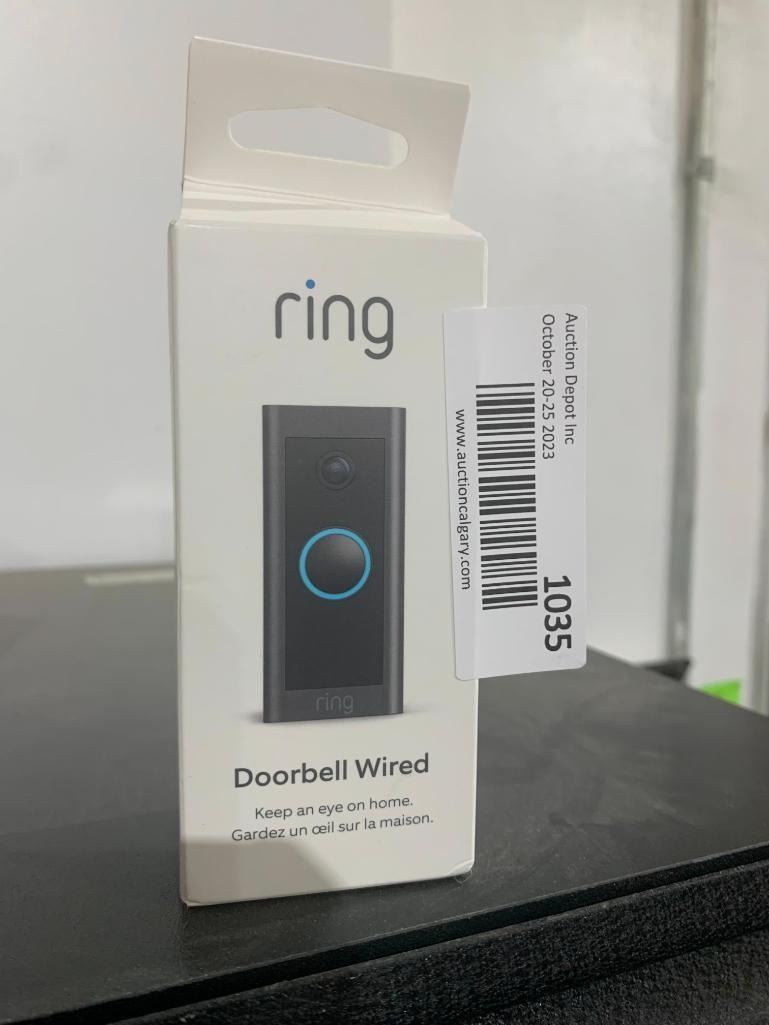 ring
ring
Doorbell Wired
Keep an eye on home.
Gardez un œil sur la maison.
Auction Depot Inc
October 20-25 2023
1035
www.auctioncalgary.com